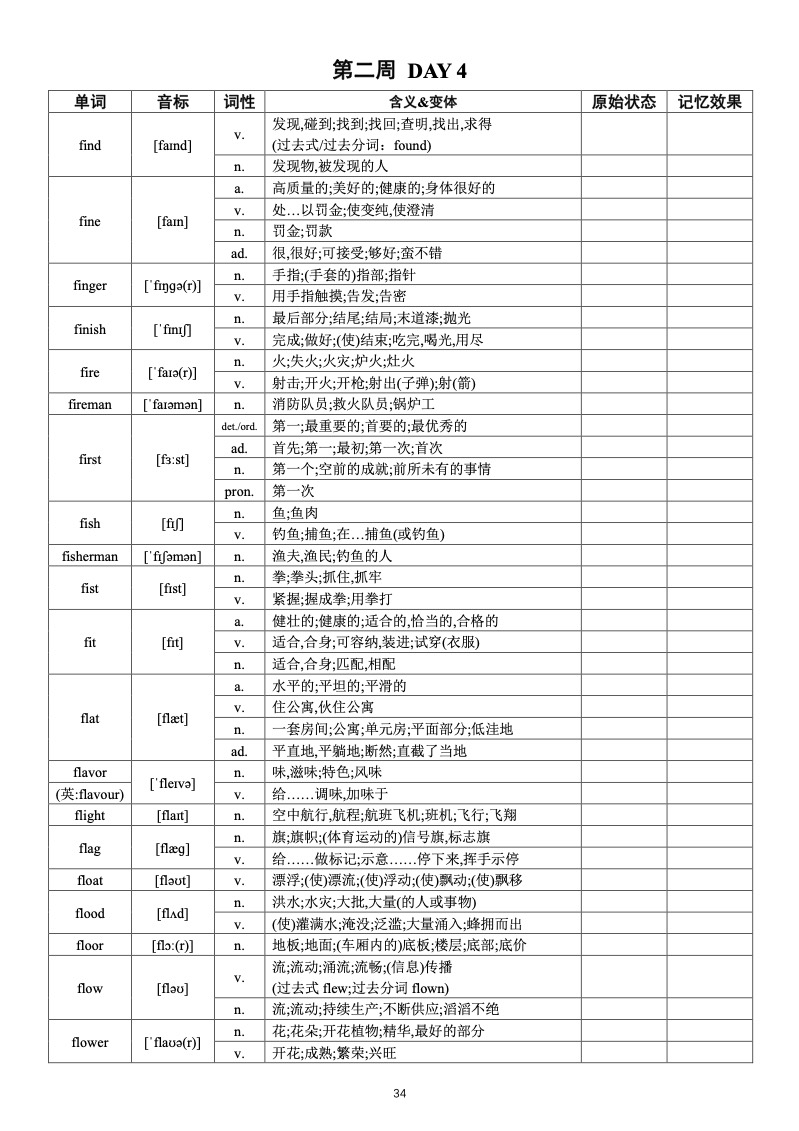 第二周 DAY 4
单词 音标 词性 含义&变体 原始状态 记忆效果
find [faɪnd] v. 发现,碰到;找到;找回;查明,找出,求得
(过去式/过去分词：found)
n. 发现物,被发现的人
fine [faɪn] a. 高质量的;美好的;健康的;身体很好的
v. 处…以罚金;使变纯,使澄清
n. 罚金;罚款
ad. 很,很好;可接受;够好;蛮不错
finger [ˈfɪŋɡə(r)] n. 手指;(手套的)指部;指针
v. 用手指触摸;告发;告密
finish [ˈfɪnɪʃ] n. 最后部分;结尾;结局;末道漆;抛光
v. 完成;做好;(使)结束;吃完,喝光,用尽
fire [ˈfaɪə(r)] n. 火;失火;火灾;炉火;灶火
v. 射击;开火;开枪;射出(子弹);射(箭)
fireman [ˈfaɪəmən] n. 消防队员;救火队员;锅炉工
first [fɜːst] det./ord. 第一;最重要的;首要的;最优秀的
ad. 首先;第一;最初;第一次;首次
n. 第一个;空前的成就;前所未有的事情
pron. 第一次
fish [fɪʃ] n. 鱼;鱼肉
v. 钓鱼;捕鱼;在…捕鱼(或钓鱼)
fisherman [ˈfɪʃəmən] n. 渔夫,渔民;钓鱼的人
fist [fɪst] n. 拳;拳头;抓住,抓牢
v. 紧握;握成拳;用拳打
fit [fɪt] a. 健壮的;健康的;适合的,恰当的,合格的
v. 适合,合身;可容纳,装进;试穿(衣服)
n. 适合,合身;匹配,相配
flat [flæt] a. 水平的;平坦的;平滑的
v. 住公寓,伙住公寓
n. 一套房间;公寓;单元房;平面部分;低洼地
ad. 平直地,平躺地;断然;直截了当地
flavor [ˈfleɪvə] n. 味,滋味;特色;风味
(英:flavour) v. 给……调味,加味于
flight [flaɪt] n. 空中航行,航程;航班飞机;班机;飞行;飞翔
flag [flæɡ] n. 旗;旗帜;(体育运动的)信号旗,标志旗
v. 给……做标记;示意……停下来,挥手示停
float [fləʊt] v. 漂浮;(使)漂流;(使)浮动;(使)飘动;(使)飘移
flood [flʌd] n. 洪水;水灾;大批,大量(的人或事物)
v. (使)灌满水;淹没;泛滥;大量涌入;蜂拥而出
floor [flɔː(r)] n. 地板;地面;(车厢内的)底板;楼层;底部;底价
flow [fləʊ] v. 流;流动;涌流;流畅;(信息)传播
(过去式 flew;过去分词 flown)
n. 流;流动;持续生产;不断供应;滔滔不绝
flower [ˈflaʊə(r)] n. 花;花朵;开花植物;精华,最好的部分
v. 开花;成熟;繁荣;兴旺
34